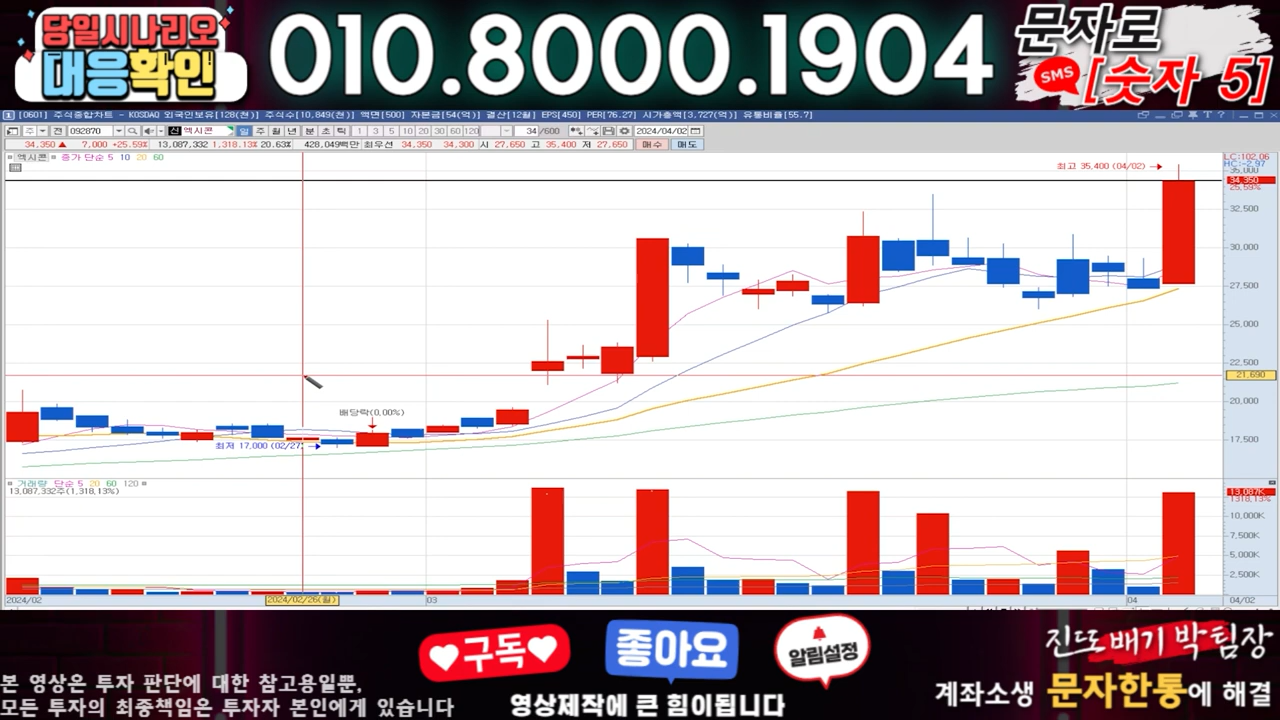 당일시나리오
대응확인
010.8000.1904
문자로
SMS
[숫자 5]
[0601] 주식종합차트 - KOSDAQ 외국인보유[128(천)] 주식수[10,849(천)] 액면[500] 자본금[54(억)] 결산[12월] EPS[450] PER[76.27] 시가총액[3,727(억)] 유통비율[55.7]
주 전 092870 신 엑시콘 일 주 월 년 분 초 틱 1 3 5 10 20 30 60 120 34 /600 2024/04/02
34,350 ▲ 7,000 +25.59% 13,087,332 1,318.13% 20.63% 428,049백만 최우선 34,350 34,300 시 27,650 고 35,400 저 27,650 매수 매도
엑시콘 종가 단순 5 10 20 60
최고 35,400 (04/02)
LC:102.06
HC:-2.97
35,000
34,350
25.59%
32,500
30,000
27,500
25,000
22,500
21,690
20,000
17,500
배당락(0.00%)
최저 17,000 (02/27)
거래량 단순 5 20 60 120
13,087,332주(1,318.13%)
13,087K
1318.13%
10,000K
7,500K
5,000K
2,500K
2024/02
2024/02/26(월)
03
04
04/02
구독
좋아요
알림설정
영상제작에 큰 힘이됩니다
본 영상은 투자 판단에 대한 참고용일뿐,
모든 투자의 최종책임은 투자자 본인에게 있습니다
진또배기 박팀장
계좌소생 문자한통에 해결